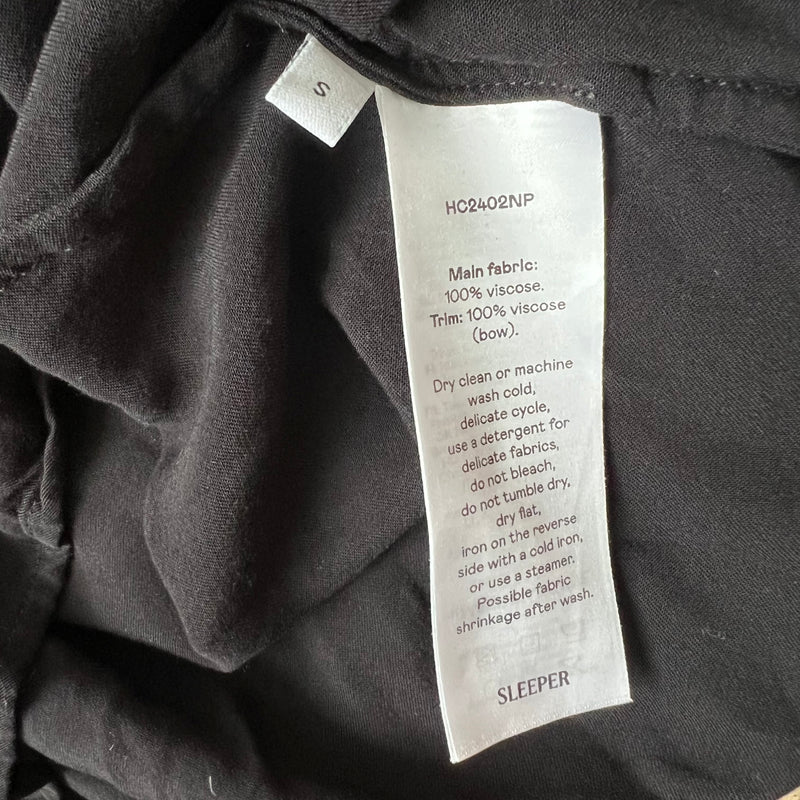 S
HC2402NP
Main fabric:
100% viscose.
Trim: 100% viscose
(bow).
Dry clean or machine
wash cold,
delicate cycle,
use a detergent for
delicate fabrics,
do not bleach,
do not tumble dry,
dry flat,
iron on the reverse
side with a cold iron,
or use a steamer.
Possible fabric
shrinkage after wash.
SLEEPER